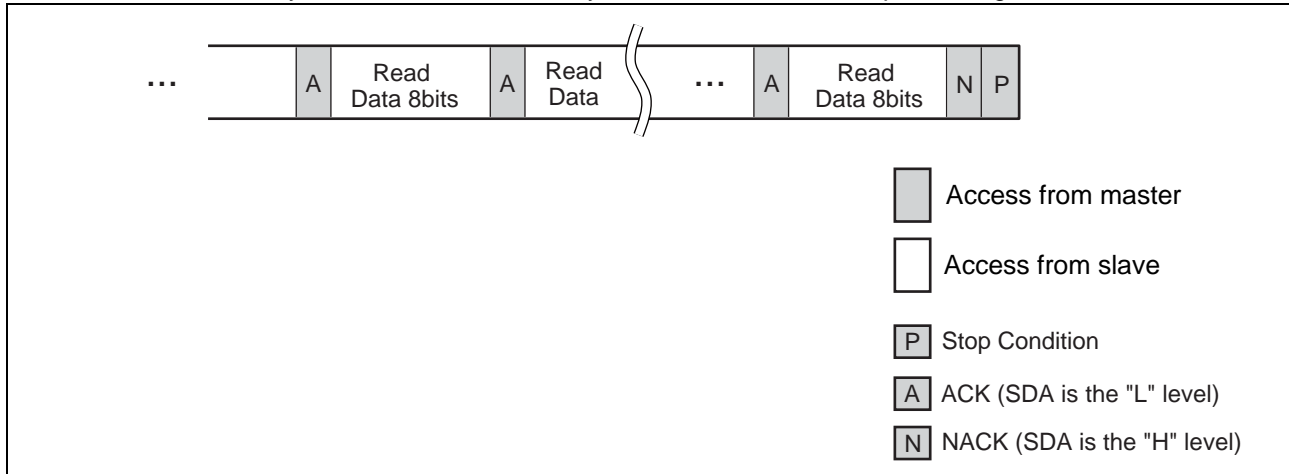 ... A Read Data 8bits A Read Data ... A Read Data 8bits N P
Access from master
Access from slave
P Stop Condition
A ACK (SDA is the "L" level)
N NACK (SDA is the "H" level)